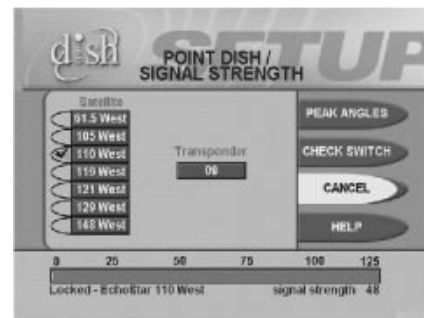 dish
SETUP
POINT DISH /
SIGNAL STRENGTH
Satellite
61.5 West
105 West
110 West
119 West
121 West
129 West
148 West
Transponder
09
PEAK ANGLES
CHECK SWITCH
CANCEL
HELP
0 25 50 75 100 125
Locked - EchoStar 110 West signal strength 48